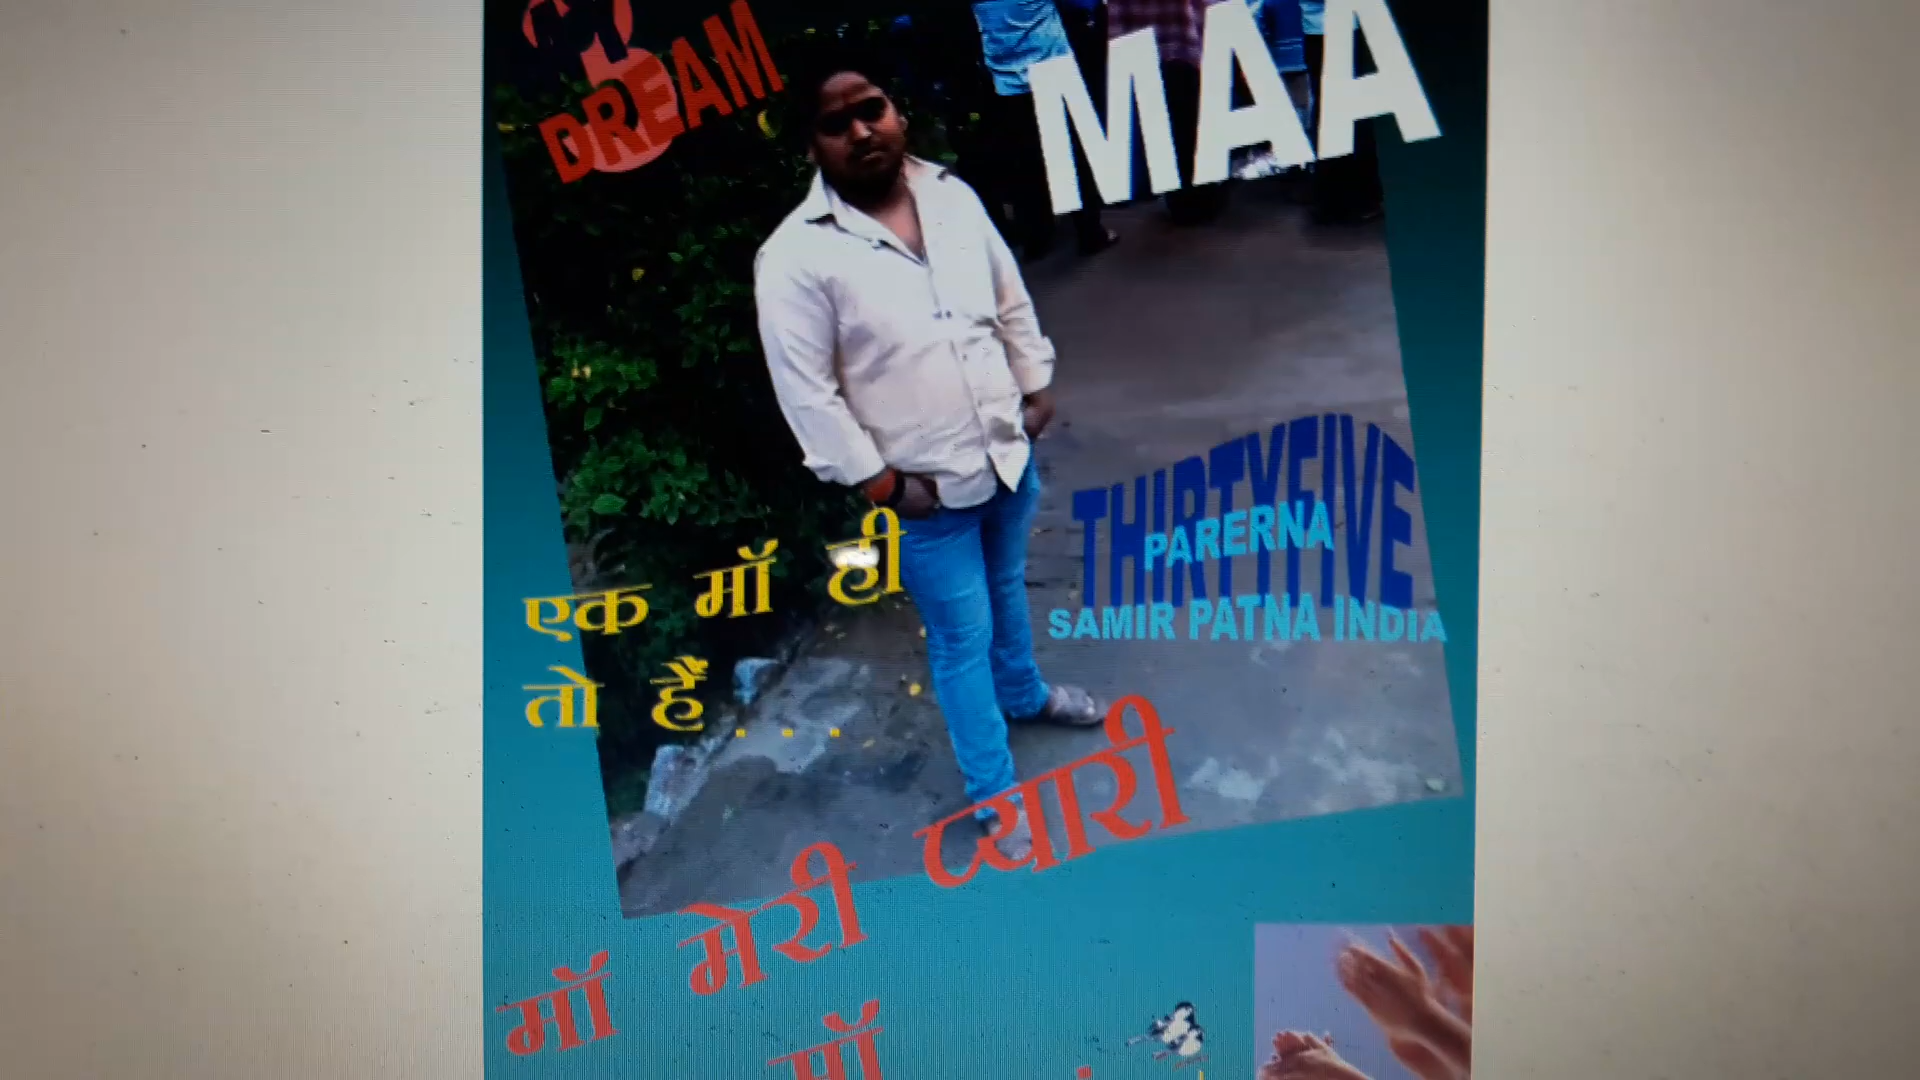 DREAM
MAA
THIRTYFIVE
PARERNA
SAMIR PATNA INDIA
एक मॉ ही
तो हैं...
मॉ मेरी प्यारी
मॉ